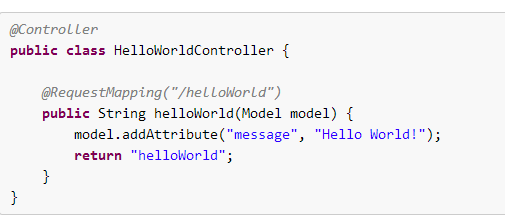 @Controller
public class HelloWorldController {
@RequestMapping("/helloWorld")
public String helloWorld(Model model) {
model.addAttribute("message", "Hello World!");
return "helloWorld";
}
}